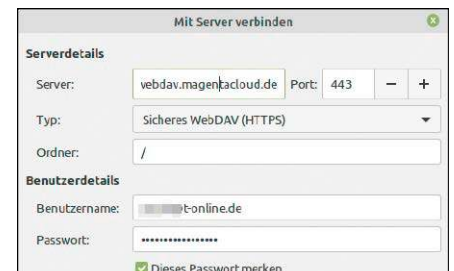 Mit Server verbinden
Serverdetails
Server: vebdav.magentacloud.de Port: 443 − +
Typ: Sicheres WebDAV (HTTPS)
Ordner: /
Benutzerdetails
Benutzername: t-online.de
Passwort: •••••••••••••••••
Dieses Passwort merken